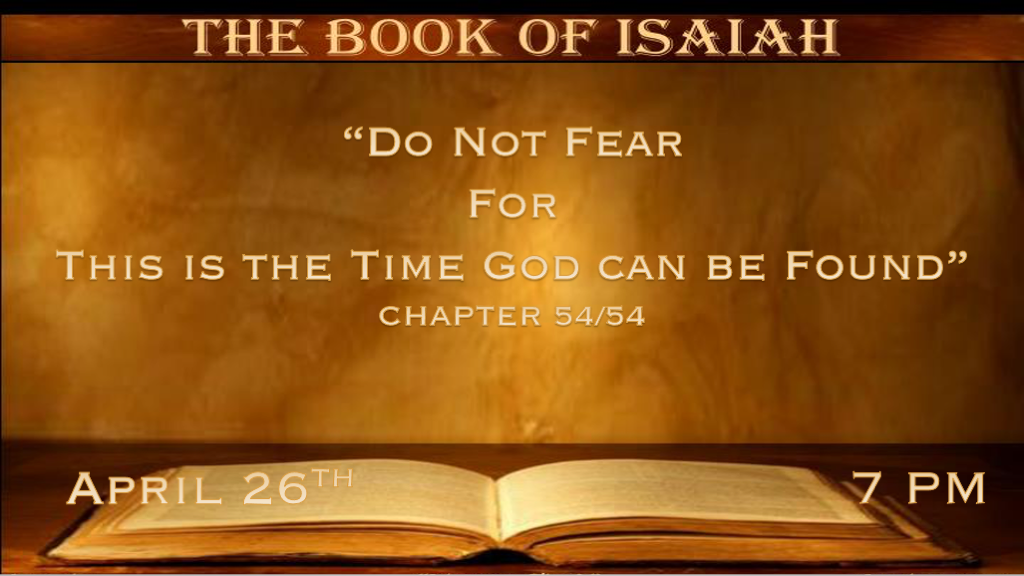 THE BOOK OF ISAIAH
“Do Not Fear
For
This is the Time God can be Found”
CHAPTER 54/54
April 26TH
7 PM